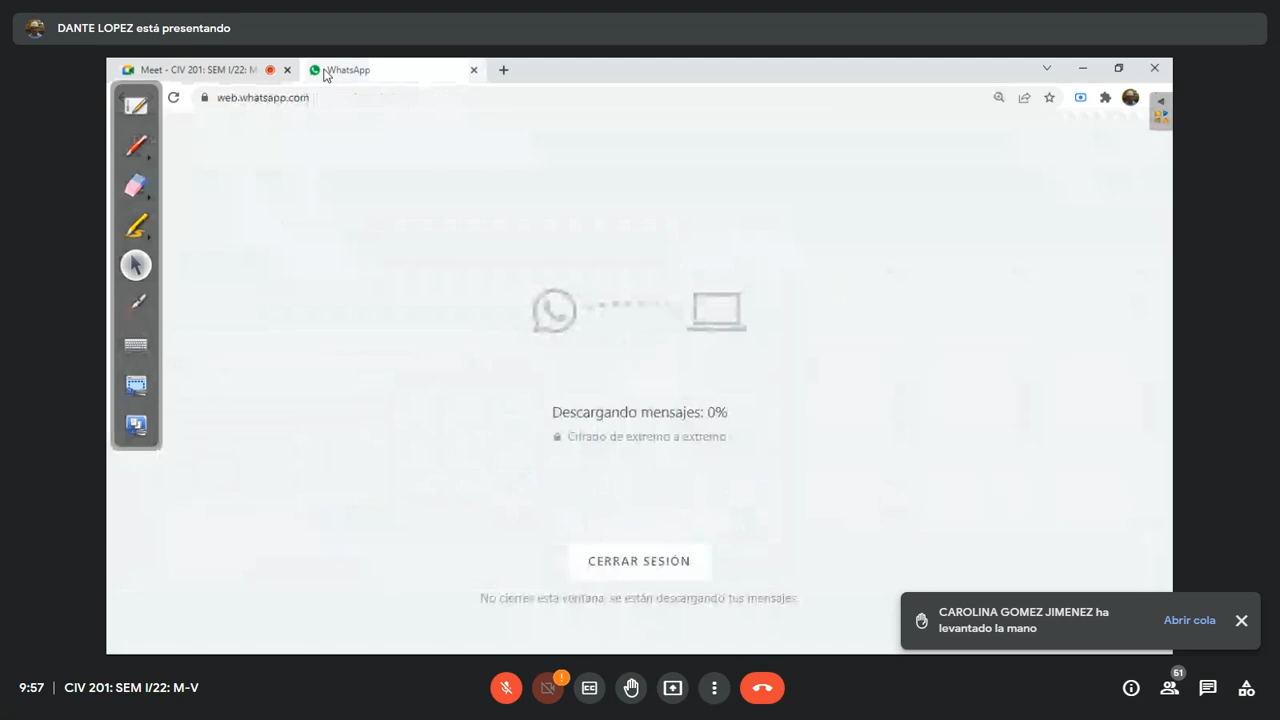 DANTE LOPEZ está presentando
Meet - CIV 201: SEM I/22: M
WhatsApp
web.whatsapp.com
Descargando mensajes: 0%
Cifrado de extremo a extremo
CERRAR SESIÓN
No cierres esta ventana, se están descargando tus mensajes
CAROLINA GOMEZ JIMENEZ ha
levantado la mano
Abrir cola
9:57 | CIV 201: SEM I/22: M-V
CC
51